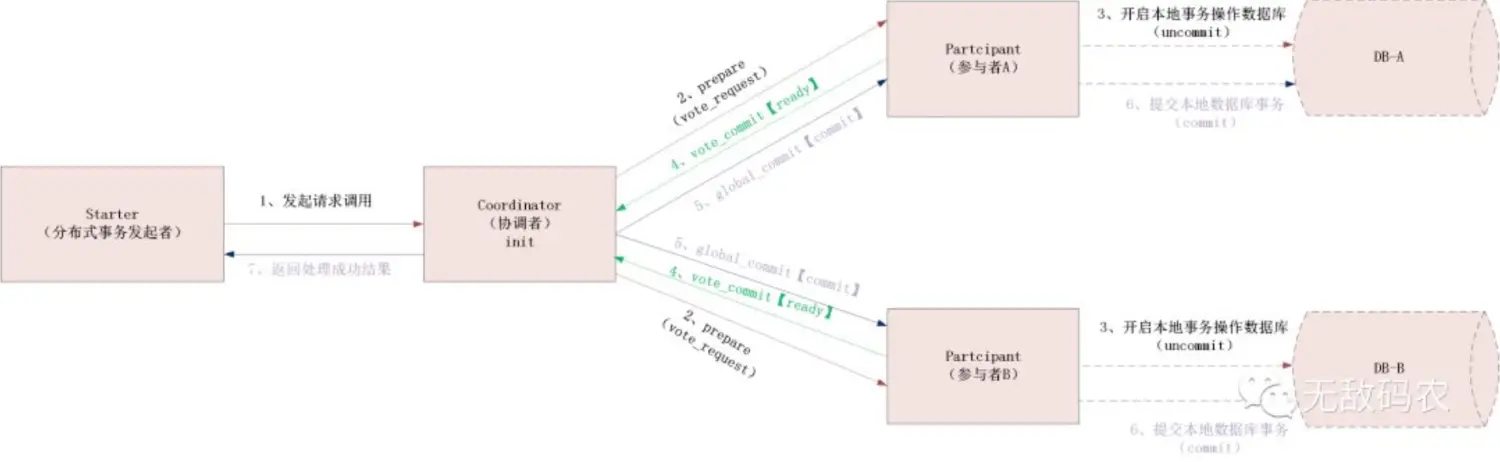 Starter
(分布式事务发起者)
1、发起请求调用
7、返回处理成功结果
Coordinator
(协调者)
init
2、prepare
(vote_request)
4、vote_commit【ready】
5、global_commit【commit】
5、global_commit【commit】
4、vote_commit【ready】
2、prepare
(vote_request)
Partcipant
(参与者A)
3、开启本地事务操作数据库
(uncommit)
6、提交本地数据库事务
(commit)
DB-A
Partcipant
(参与者B)
3、开启本地事务操作数据库
(uncommit)
6、提交本地数据库事务
(commit)
DB-B
无敌码农